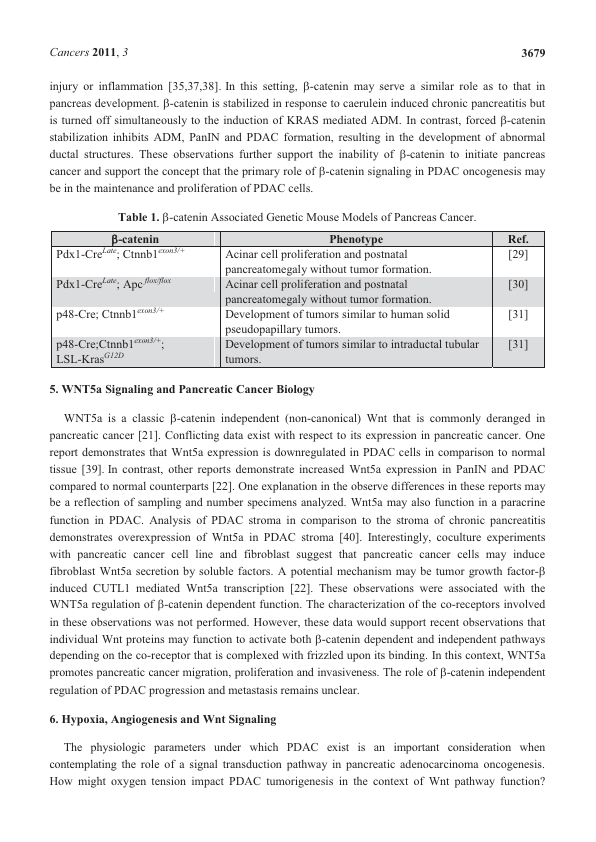 Cancers 2011, 3
3679
injury or inflammation [35,37,38]. In this setting, β-catenin may serve a similar role as to that in
pancreas development. β-catenin is stabilized in response to caerulein induced chronic pancreatitis but
is turned off simultaneously to the induction of KRAS mediated ADM. In contrast, forced β-catenin
stabilization inhibits ADM, PanIN and PDAC formation, resulting in the development of abnormal
ductal structures. These observations further support the inability of β-catenin to initiate pancreas
cancer and support the concept that the primary role of β-catenin signaling in PDAC oncogenesis may
be in the maintenance and proliferation of PDAC cells.
Table 1. β-catenin Associated Genetic Mouse Models of Pancreas Cancer.
β-catenin Phenotype Ref.
Pdx1-CreLate; Ctnnb1exon3/+ Acinar cell proliferation and postnatal [29]
pancreatomegaly without tumor formation.
Pdx1-CreLate; Apc flox/flox Acinar cell proliferation and postnatal [30]
pancreatomegaly without tumor formation.
p48-Cre; Ctnnb1exon3/+ Development of tumors similar to human solid [31]
pseudopapillary tumors.
p48-Cre;Ctnnb1exon3/+; Development of tumors similar to intraductal tubular [31]
LSL-KrasG12D tumors.
5. WNT5a Signaling and Pancreatic Cancer Biology
WNT5a is a classic β-catenin independent (non-canonical) Wnt that is commonly deranged in
pancreatic cancer [21]. Conflicting data exist with respect to its expression in pancreatic cancer. One
report demonstrates that Wnt5a expression is downregulated in PDAC cells in comparison to normal
tissue [39]. In contrast, other reports demonstrate increased Wnt5a expression in PanIN and PDAC
compared to normal counterparts [22]. One explanation in the observe differences in these reports may
be a reflection of sampling and number specimens analyzed. Wnt5a may also function in a paracrine
function in PDAC. Analysis of PDAC stroma in comparison to the stroma of chronic pancreatitis
demonstrates overexpression of Wnt5a in PDAC stroma [40]. Interestingly, coculture experiments
with pancreatic cancer cell line and fibroblast suggest that pancreatic cancer cells may induce
fibroblast Wnt5a secretion by soluble factors. A potential mechanism may be tumor growth factor-β
induced CUTL1 mediated Wnt5a transcription [22]. These observations were associated with the
WNT5a regulation of β-catenin dependent function. The characterization of the co-receptors involved
in these observations was not performed. However, these data would support recent observations that
individual Wnt proteins may function to activate both β-catenin dependent and independent pathways
depending on the co-receptor that is complexed with frizzled upon its binding. In this context, WNT5a
promotes pancreatic cancer migration, proliferation and invasiveness. The role of β-catenin independent
regulation of PDAC progression and metastasis remains unclear.
6. Hypoxia, Angiogenesis and Wnt Signaling
The physiologic parameters under which PDAC exist is an important consideration when
contemplating the role of a signal transduction pathway in pancreatic adenocarcinoma oncogenesis.
How might oxygen tension impact PDAC tumorigenesis in the context of Wnt pathway function?